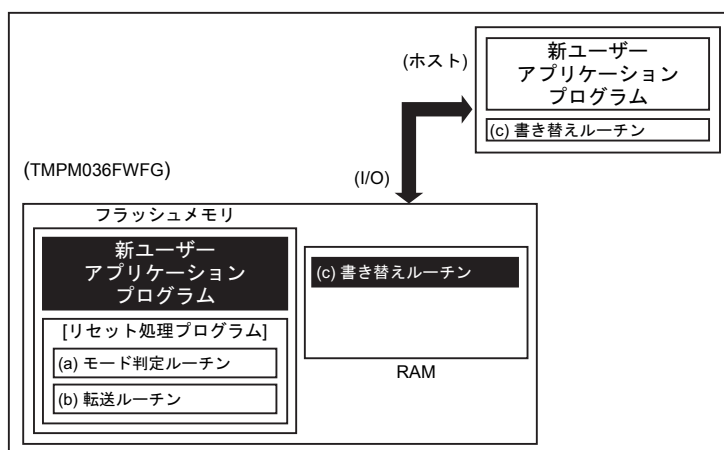 (ホスト)
新ユーザー
アプリケーション
プログラム
(c) 書き替えルーチン
(TMPM036FWFG)
(I/O)
フラッシュメモリ
新ユーザー
アプリケーション
プログラム
[リセット処理プログラム]
(a) モード判定ルーチン
(b) 転送ルーチン
(c) 書き替えルーチン
RAM